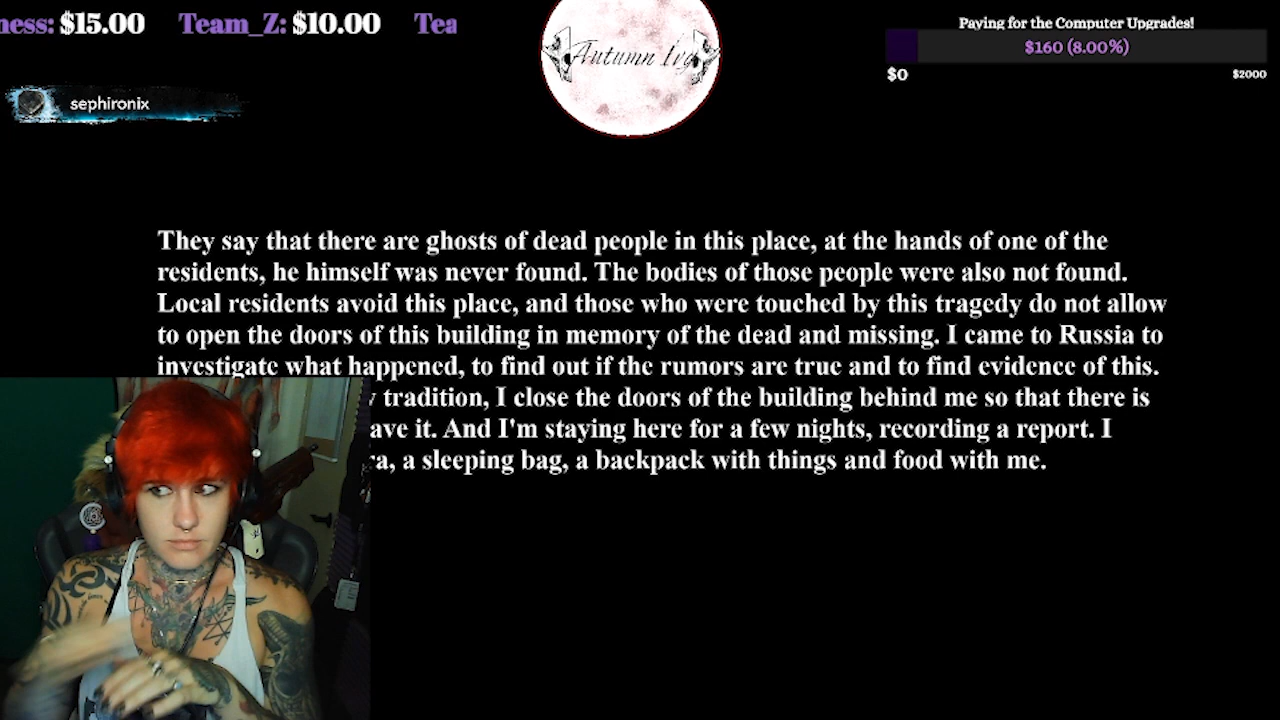 ness: $15.00 Team_Z: $10.00 Tea
Autumn Ivy
Paying for the Computer Upgrades!
$160 (8.00%)
$0 $2000
sephironix
They say that there are ghosts of dead people in this place, at the hands of one of the
residents, he himself was never found. The bodies of those people were also not found.
Local residents avoid this place, and those who were touched by this tragedy do not allow
to open the doors of this building in memory of the dead and missing. I came to Russia to
investigate what happened, to find out if the rumors are true and to find evidence of this.
tradition, I close the doors of the building behind me so that there is
ave it. And I'm staying here for a few nights, recording a report. I
a, a sleeping bag, a backpack with things and food with me.